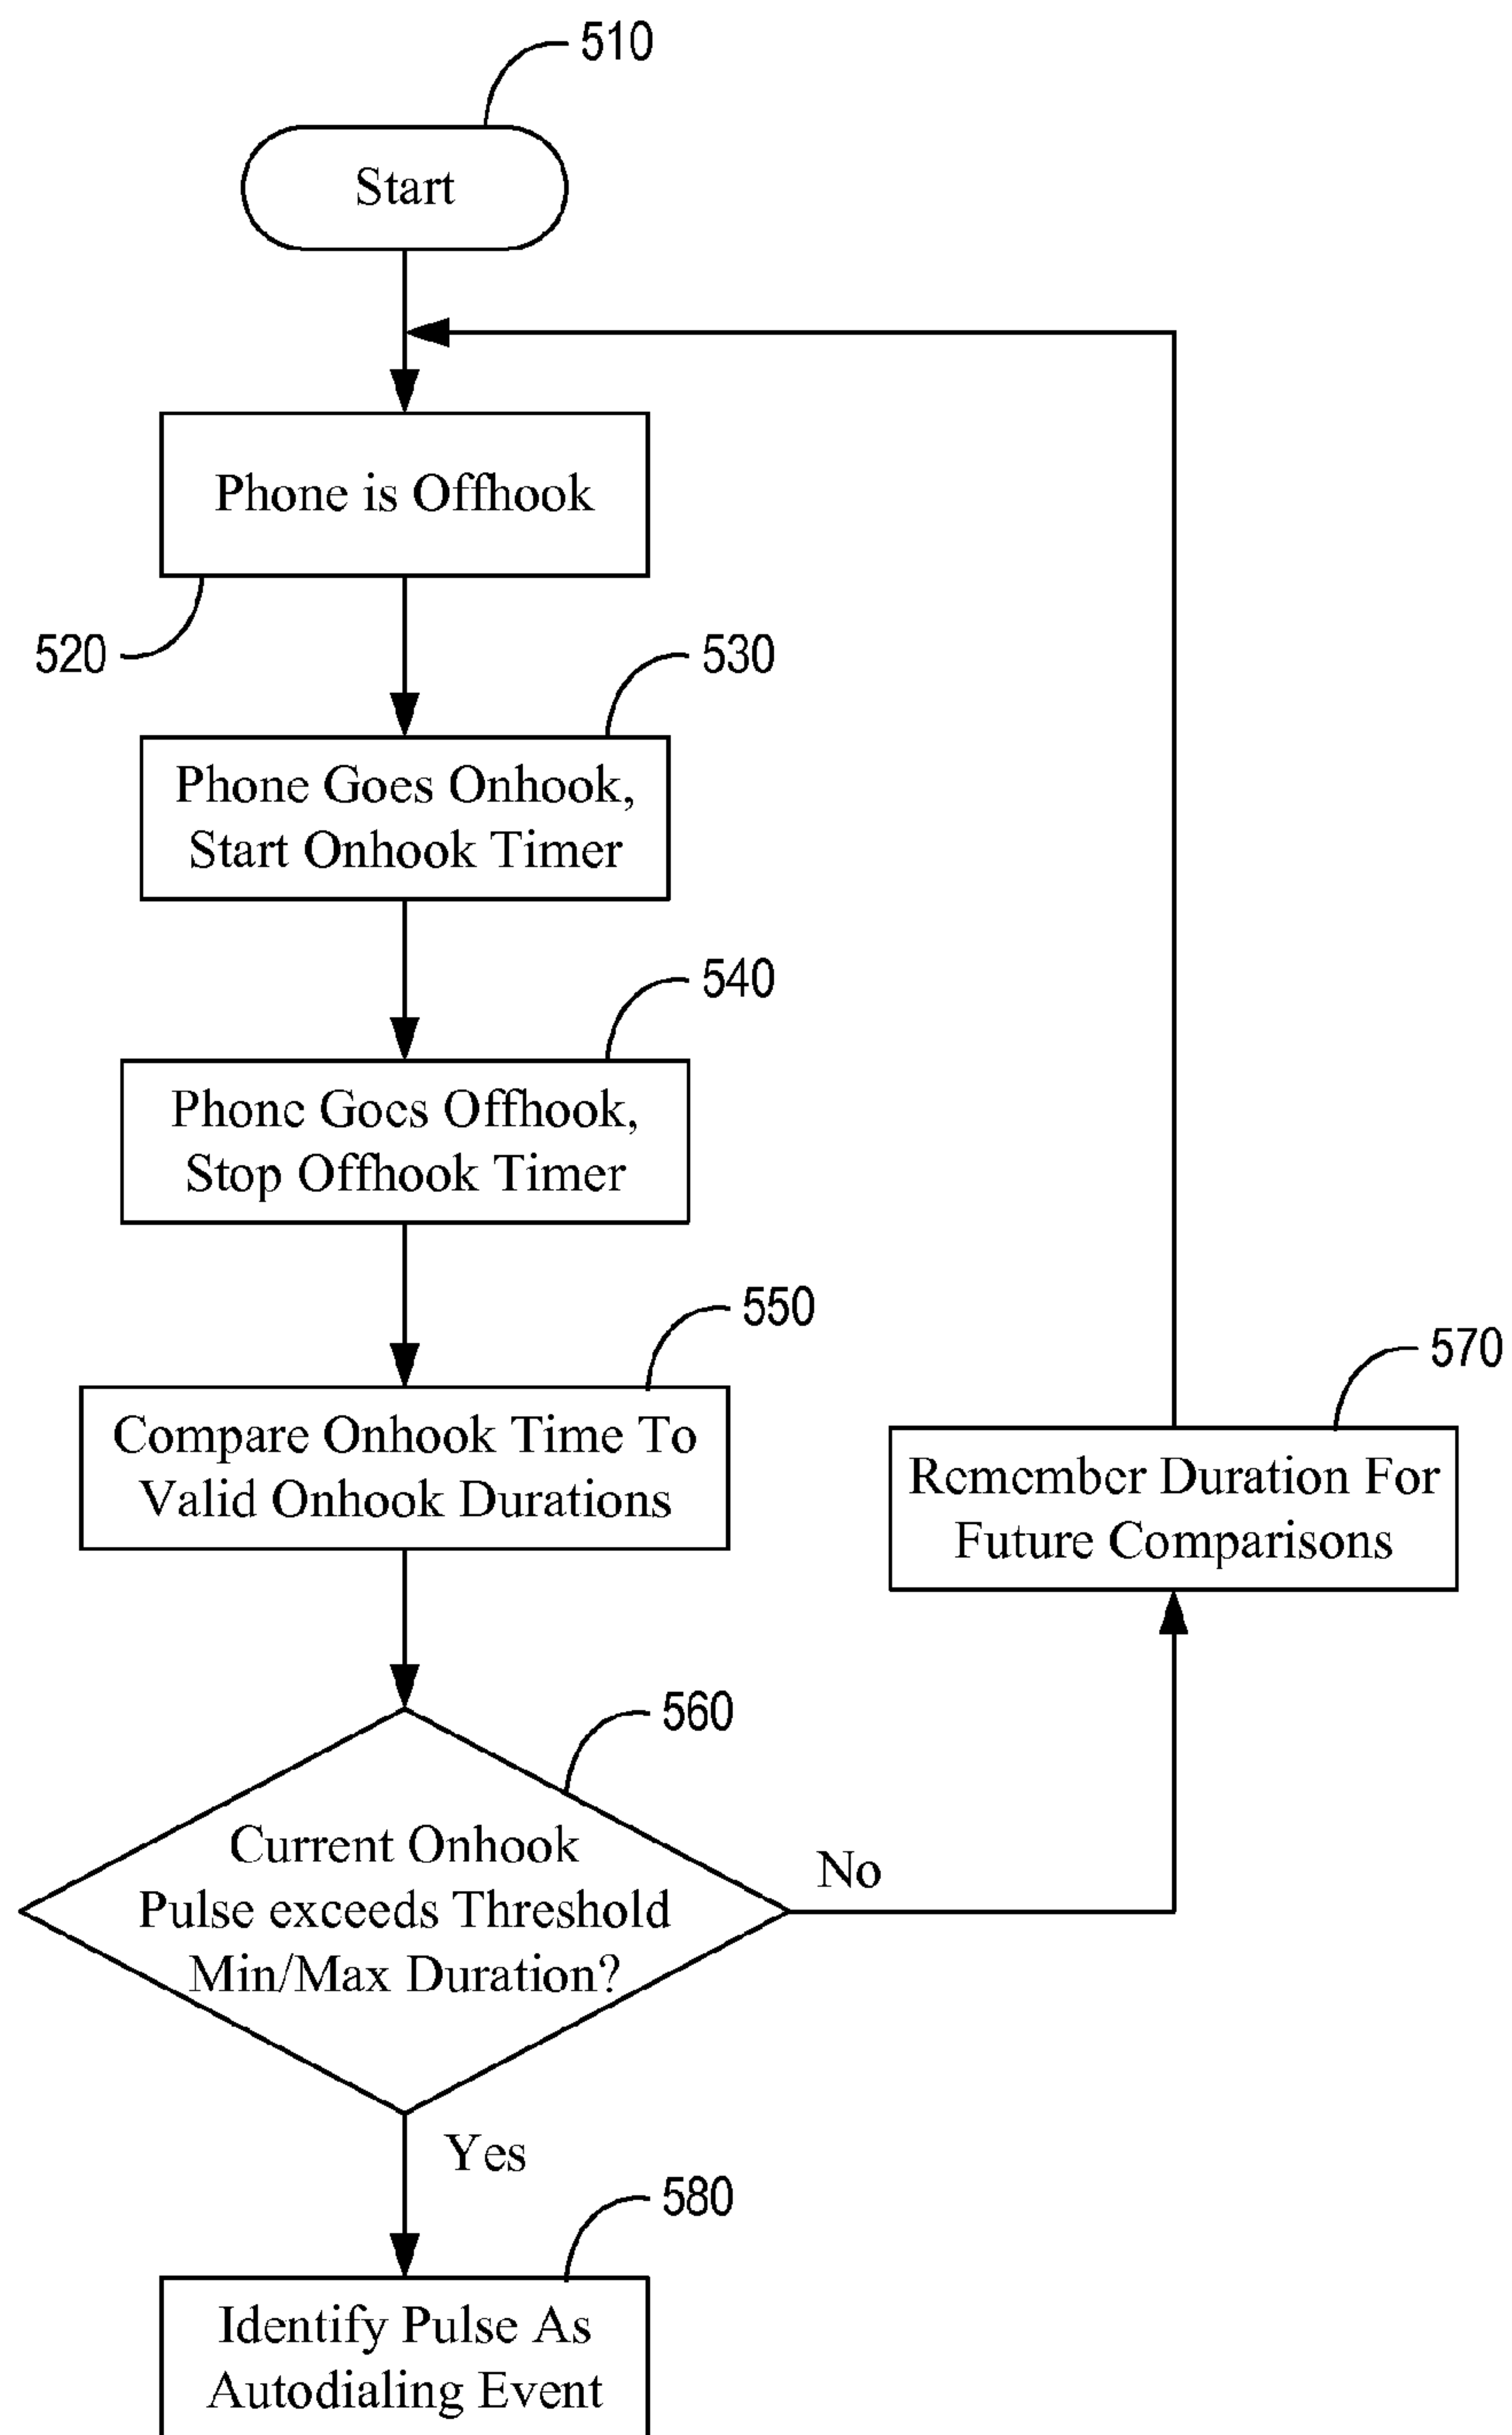 510
Start
Phone is Offhook
520
530
Phone Goes Onhook,
Start Onhook Timer
540
Phone Goes Offhook,
Stop Offhook Timer
550
Compare Onhook Time To
Valid Onhook Durations
570
Remember Duration For
Future Comparisons
560
Current Onhook
Pulse exceeds Threshold
Min/Max Duration?
No
Yes
580
Identify Pulse As
Autodialing Event